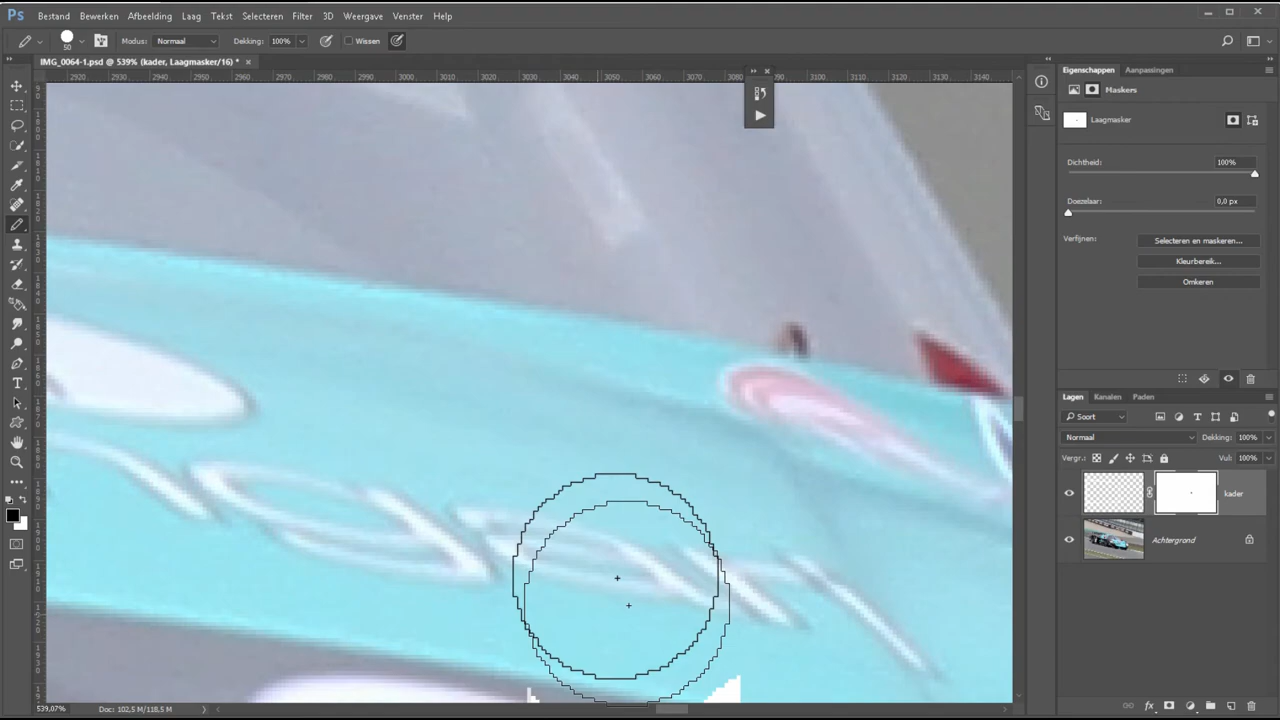 Ps Bestand Bewerken Afbeelding Laag Tekst Selecteren Filter 3D Weergave Venster Help
50 Modus: Normaal Dekking: 100% Wissen
IMG_0064-1.psd @ 539% (kader, Laagmasker/16) *
2920 2930 2940 2950 2960 2970 2980 2990 3000 3010 3020 3030 3040 3050 3060 3070 3080 3090 3100 3110 3120 3130 3140
Eigenschappen Aanpassingen
Maskers
Laagmasker
Dichtheid: 100%
Doezelaar: 0,0 px
Verfijnen: Selecteren en maskeren...
Kleurbereik...
Omkeren
Lagen Kanalen Paden
Soort
Normaal Dekking: 100%
Vergr.: Vul: 100%
kader
Achtergrond
539,07% Doc: 102,5 M/118,5 M